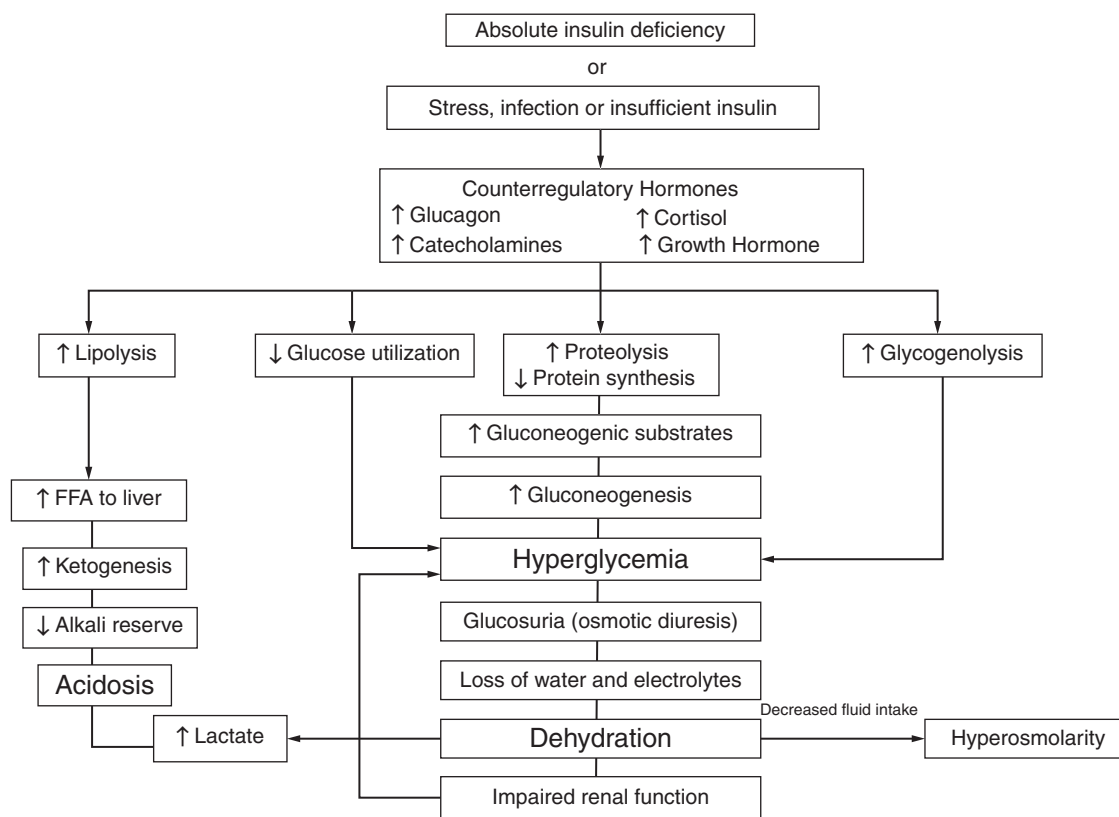 Absolute insulin deficiency
or
Stress, infection or insufficient insulin
Counterregulatory Hormones
↑ Glucagon ↑ Cortisol
↑ Catecholamines ↑ Growth Hormone
↑ Lipolysis
↓ Glucose utilization
↑ Proteolysis
↓ Protein synthesis
↑ Glycogenolysis
↑ Gluconeogenic substrates
↑ FFA to liver
↑ Gluconeogenesis
↑ Ketogenesis
Hyperglycemia
↓ Alkali reserve
Glucosuria (osmotic diuresis)
Acidosis
Loss of water and electrolytes
↑ Lactate
Dehydration
Decreased fluid intake
Hyperosmolarity
Impaired renal function